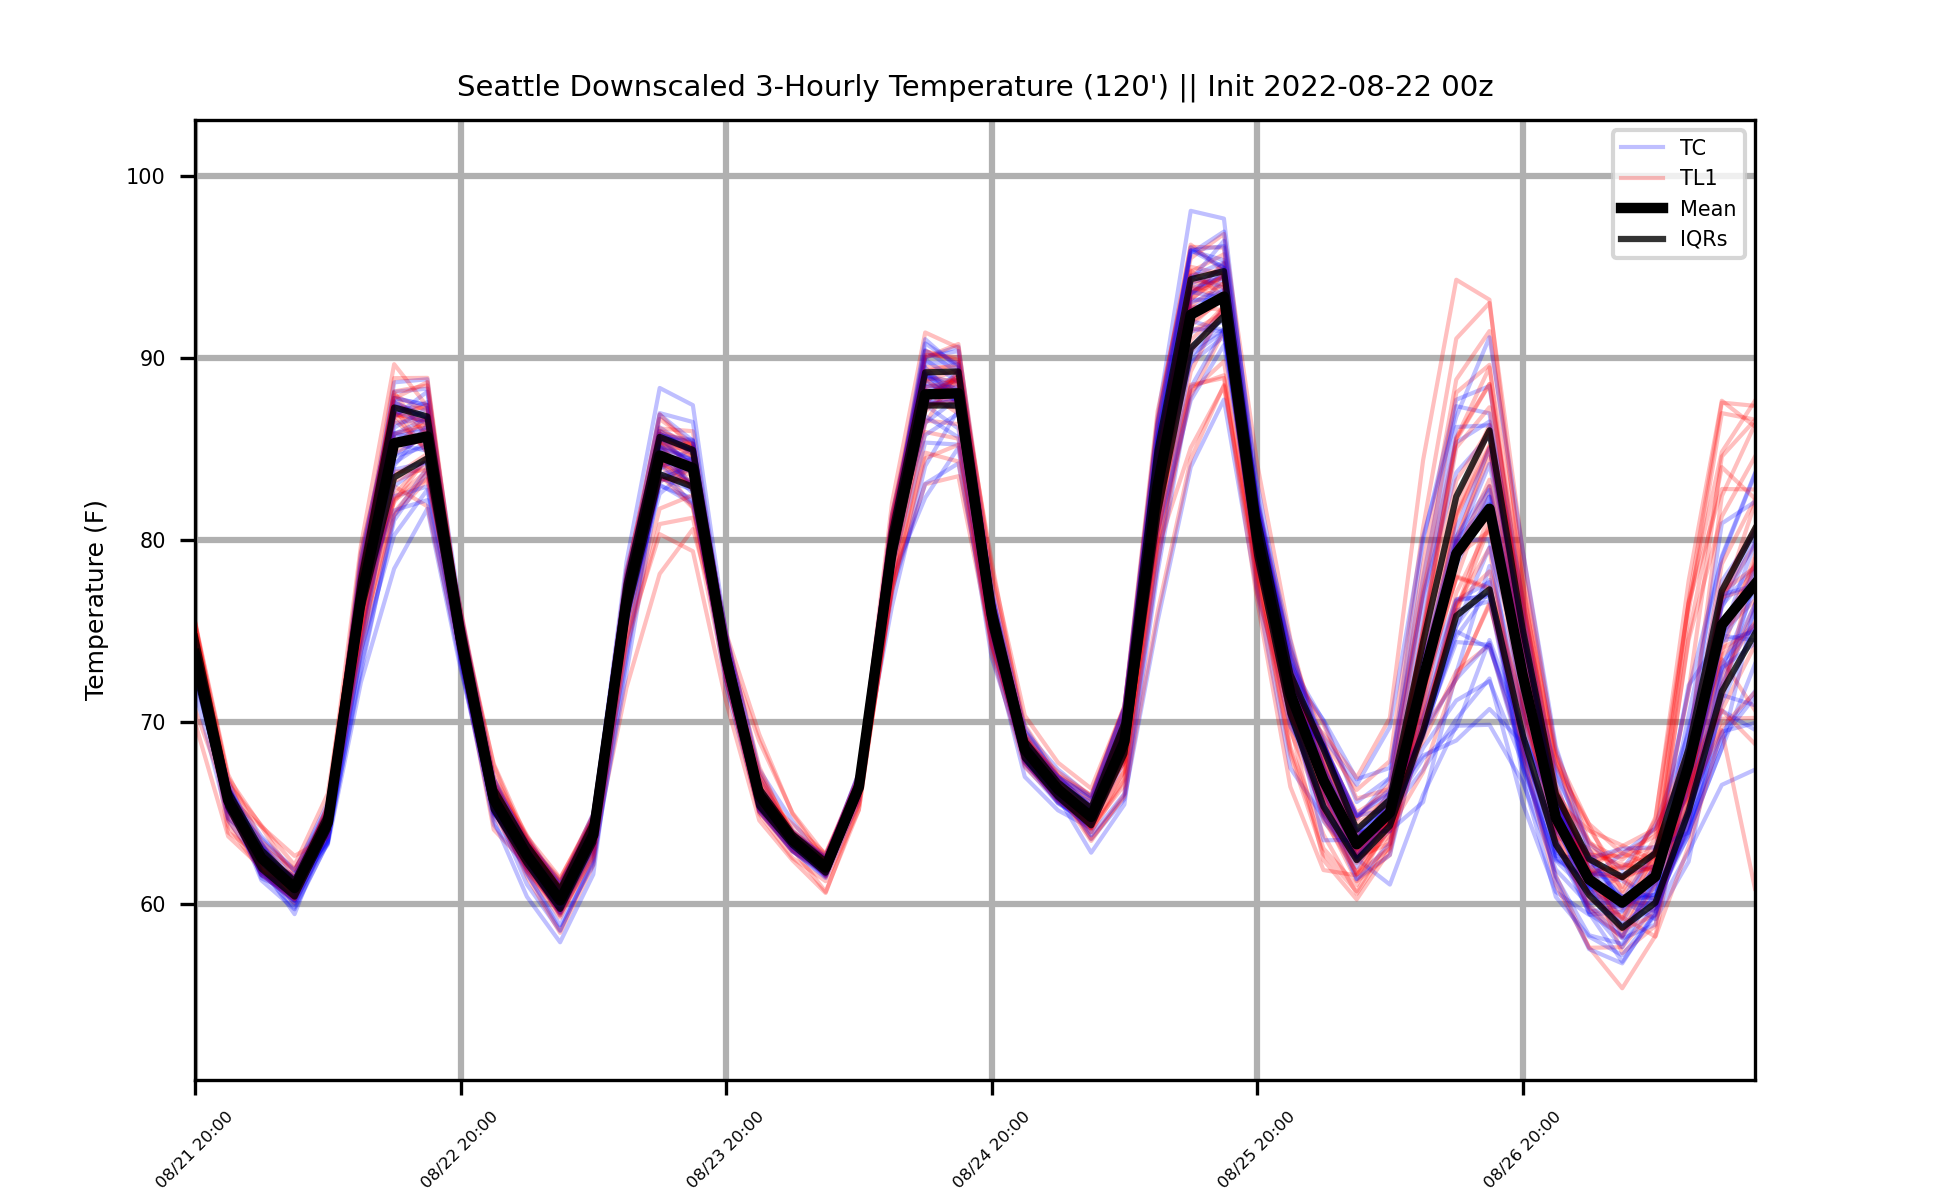 Seattle Downscaled 3-Hourly Temperature (120') || Init 2022-08-22 00z
TC
TL1
Mean
IQRs
Temperature (F)
100
90
80
70
60
08/21 20:00
08/22 20:00
08/23 20:00
08/24 20:00
08/25 20:00
08/26 20:00